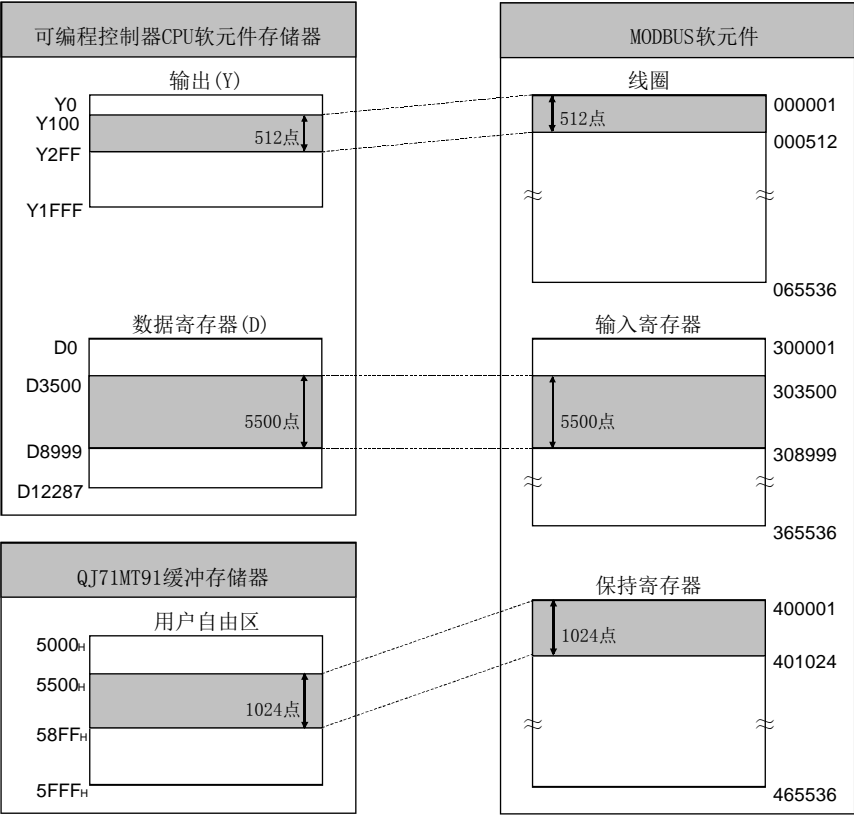 可编程控制器CPU软元件存储器
输出(Y)
Y0
Y100
512点
Y2FF
Y1FFF
数据寄存器(D)
D0
D3500
5500点
D8999
D12287
QJ71MT91缓冲存储器
用户自由区
5000H
5500H
1024点
58FFH
5FFFH
MODBUS软元件
线圈
000001
512点
000512
065536
输入寄存器
300001
303500
5500点
308999
365536
保持寄存器
400001
1024点
401024
465536